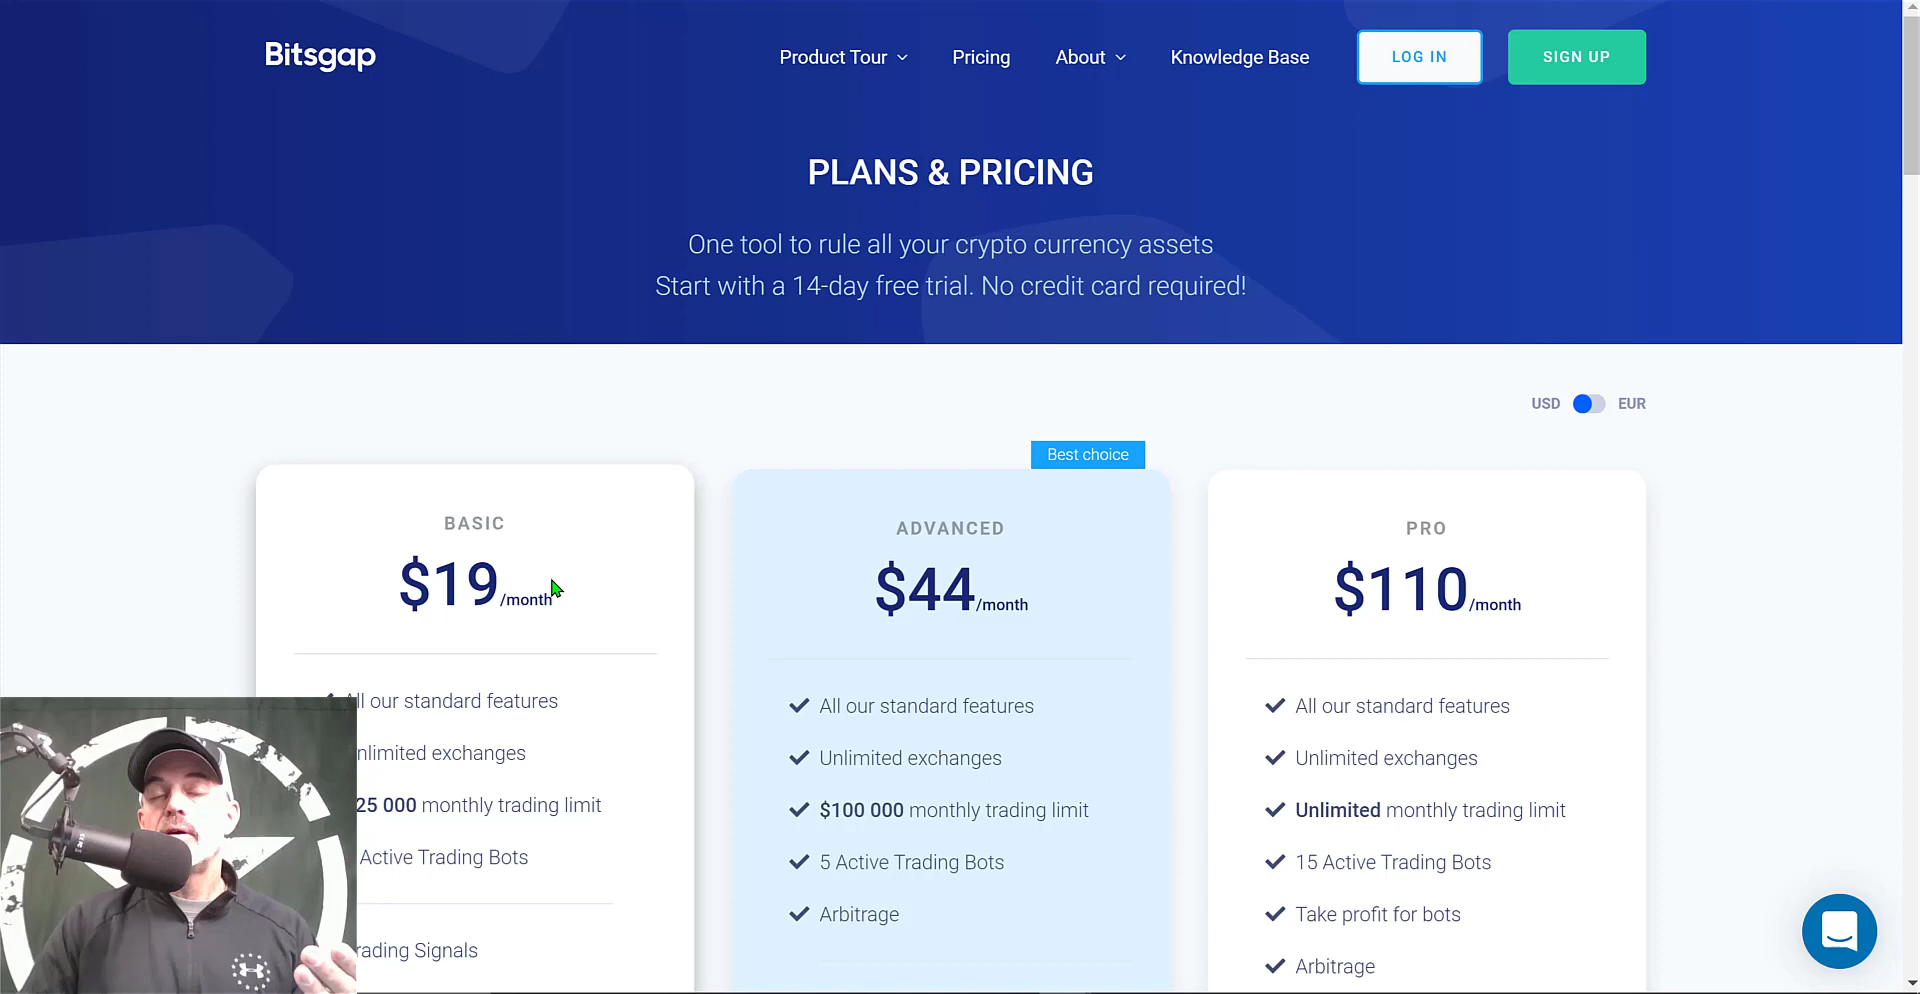 Bitsgap
Product Tour
Pricing
About
Knowledge Base
LOG IN
SIGN UP
PLANS & PRICING
One tool to rule all your crypto currency assets
Start with a 14-day free trial. No credit card required!
USD
EUR
Best choice
BASIC
$19/month
All our standard features
Unlimited exchanges
25 000 monthly trading limit
Active Trading Bots
Trading Signals
ADVANCED
$44/month
All our standard features
Unlimited exchanges
$100 000 monthly trading limit
5 Active Trading Bots
Arbitrage
PRO
$110/month
All our standard features
Unlimited exchanges
Unlimited monthly trading limit
15 Active Trading Bots
Take profit for bots
Arbitrage